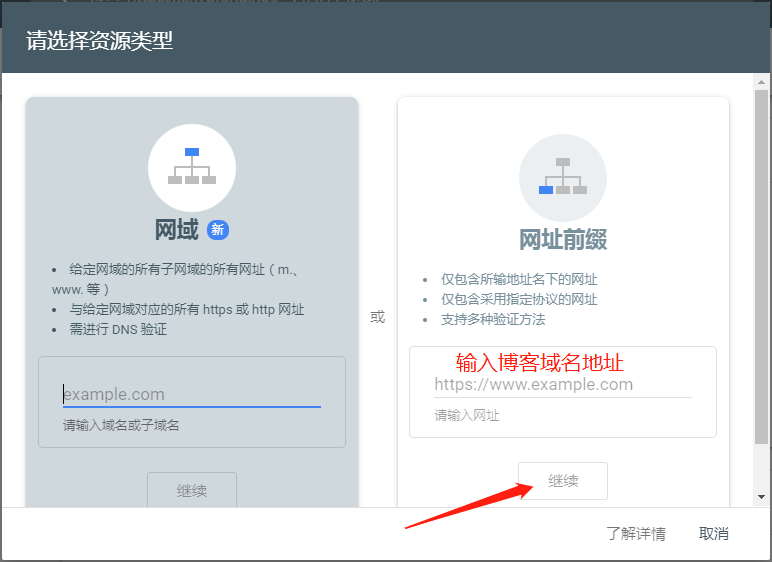 请选择资源类型
网域 新
给定网域的所有子网域的所有网址（m.、
www. 等）
与给定网域对应的所有 https 或 http 网址
需进行 DNS 验证
example.com
请输入域名或子域名
继续
或
网址前缀
仅包含所输地址名下的网址
仅包含采用指定协议的网址
支持多种验证方法
输入博客域名地址
https://www.example.com
请输入网址
继续
了解详情
取消